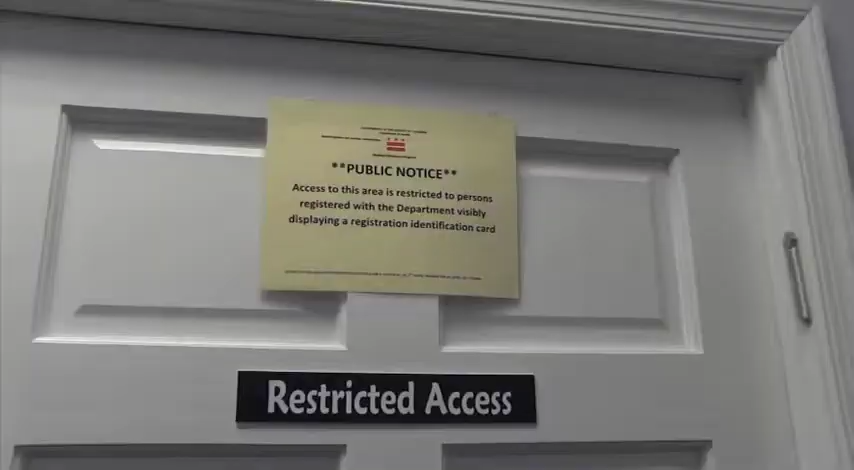 **PUBLIC NOTICE**
Access to this area is restricted to persons
registered with the Department visibly
displaying a registration identification card
Restricted Access